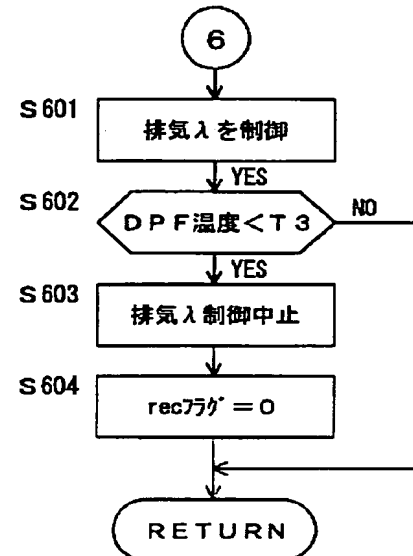 6
S601
排気λを制御
YES
S602
DPF温度<T3
NO
YES
S603
排気λ制御中止
S604
recﾌﾗｸﾞ=0
RETURN